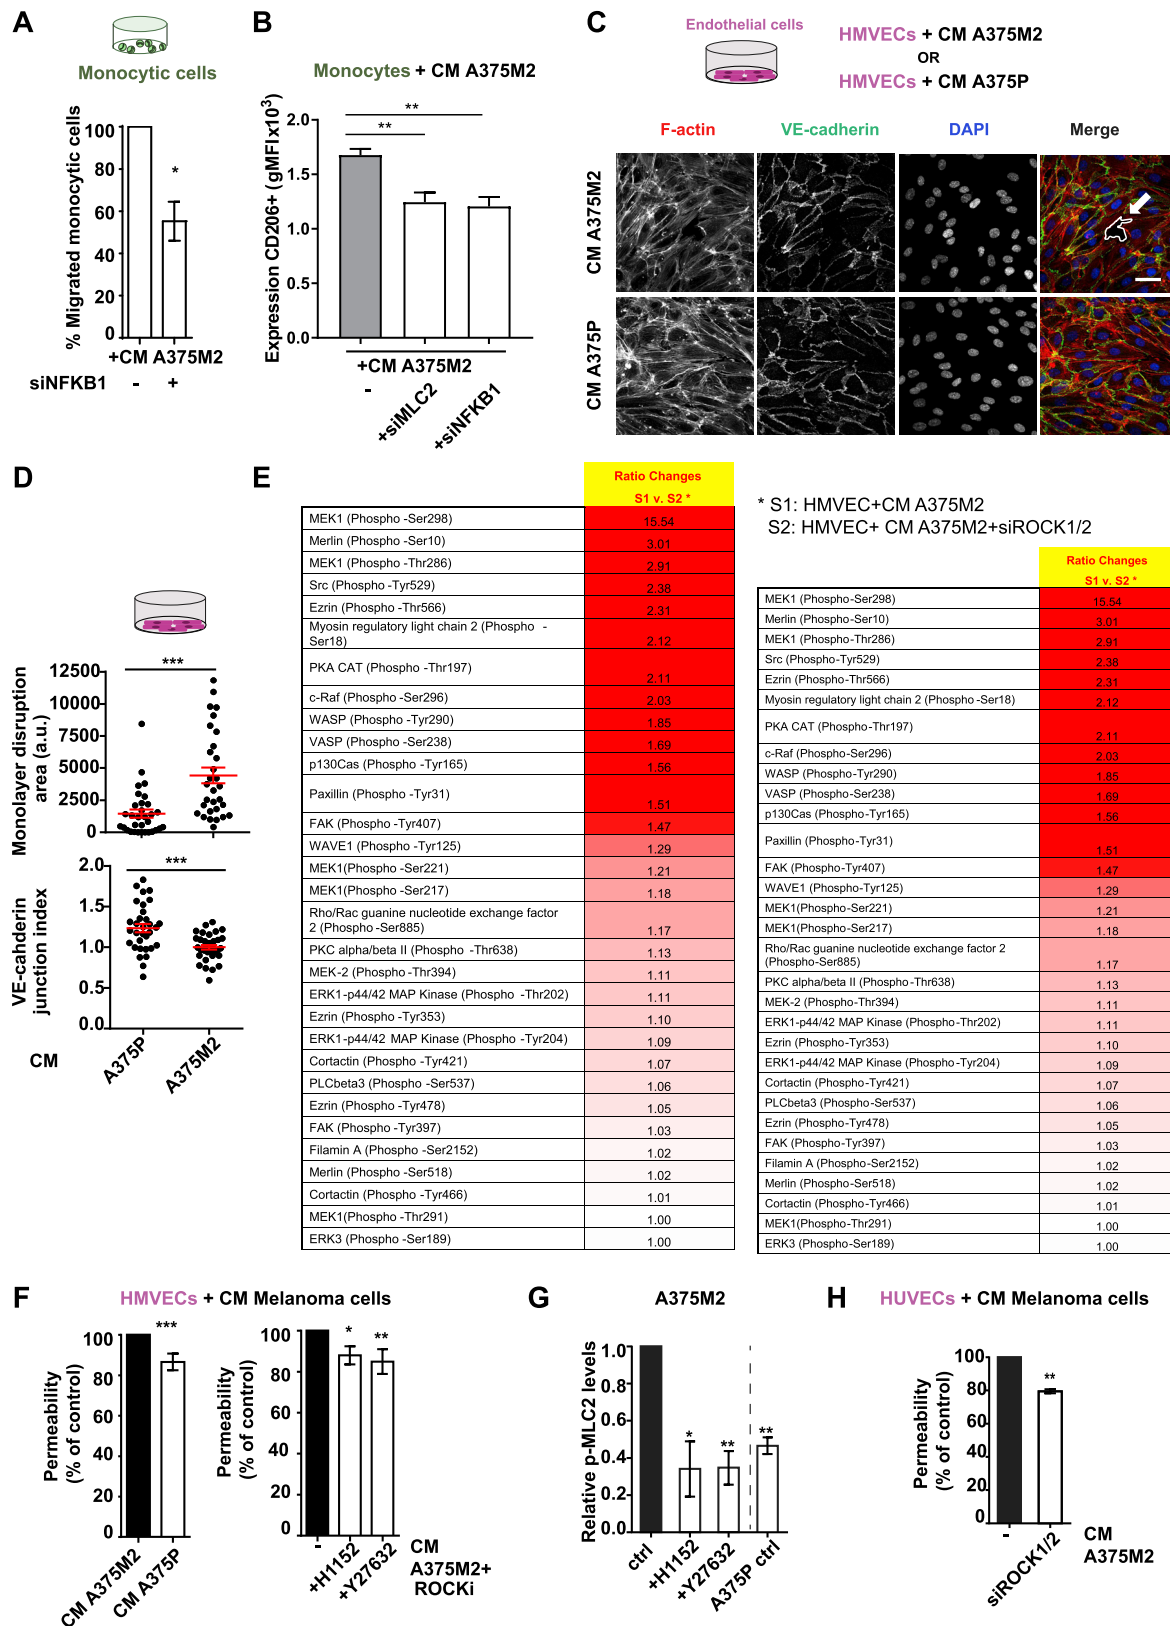 A
Monocytic cells
% Migrated monocytic cells
100
80
60
40
20
0
*
+CM A375M2
siNFKB1 - +
B
Monocytes + CM A375M2
Expression CD206+ (gMFIx10³)
2.0
1.5
1.0
0.5
0.0
**
**
+CM A375M2
-
+siMLC2
+siNFKB1
C
Endothelial cells
HMVECs + CM A375M2
OR
HMVECs + CM A375P
F-actin VE-cadherin DAPI Merge
CM A375M2
CM A375P
D
Monolayer disruption
area (a.u.)
12500
10000
7500
5000
2500
0
***
VE-cahderin
junction index
2.0
1.5
1.0
0.5
0.0
***
CM
A375P
A375M2
E
Ratio Changes
S1 v. S2 *
MEK1 (Phospho -Ser298) 15.54
Merlin (Phospho -Ser10) 3.01
MEK1 (Phospho -Thr286) 2.91
Src (Phospho -Tyr529) 2.38
Ezrin (Phospho -Thr566) 2.31
Myosin regulatory light chain 2 (Phospho -
Ser18) 2.12
PKA CAT (Phospho -Thr197) 2.11
c-Raf (Phospho -Ser296) 2.03
WASP (Phospho -Tyr290) 1.85
VASP (Phospho -Ser238) 1.69
p130Cas (Phospho -Tyr165) 1.56
Paxillin (Phospho -Tyr31) 1.51
FAK (Phospho -Tyr407) 1.47
WAVE1 (Phospho -Tyr125) 1.29
MEK1 (Phospho -Ser221) 1.21
MEK1(Phospho -Ser217) 1.18
Rho/Rac guanine nucleotide exchange factor
2 (Phospho -Ser885) 1.17
PKC alpha/beta II (Phospho -Thr638) 1.13
MEK-2 (Phospho -Thr394) 1.11
ERK1-p44/42 MAP Kinase (Phospho -Thr202) 1.11
Ezrin (Phospho -Tyr353) 1.10
ERK1-p44/42 MAP Kinase (Phospho -Tyr204) 1.09
Cortactin (Phospho -Tyr421) 1.07
PLCbeta3 (Phospho -Ser537) 1.06
Ezrin (Phospho -Tyr478) 1.05
FAK (Phospho -Tyr397) 1.03
Filamin A (Phospho -Ser2152) 1.02
Merlin (Phospho -Ser518) 1.02
Cortactin (Phospho -Tyr466) 1.01
MEK1(Phospho -Thr291) 1.00
ERK3 (Phospho -Ser189) 1.00
* S1: HMVEC+CM A375M2
S2: HMVEC+ CM A375M2+siROCK1/2
Ratio Changes
S1 v. S2 *
MEK1 (Phospho-Ser298) 15.54
Merlin (Phospho-Ser10) 3.01
MEK1 (Phospho-Thr286) 2.91
Src (Phospho-Tyr529) 2.38
Ezrin (Phospho-Thr566) 2.31
Myosin regulatory light chain 2 (Phospho-Ser18) 2.12
PKA CAT (Phospho-Thr197) 2.11
c-Raf (Phospho-Ser296) 2.03
WASP (Phospho-Tyr290) 1.85
VASP (Phospho-Ser238) 1.69
p130Cas (Phospho-Tyr165) 1.56
Paxillin (Phospho-Tyr31) 1.51
FAK (Phospho-Tyr407) 1.47
WAVE1 (Phospho-Tyr125) 1.29
MEK1(Phospho-Ser221) 1.21
MEK1(Phospho-Ser217) 1.18
Rho/Rac guanine nucleotide exchange factor 2
(Phospho-Ser885) 1.17
PKC alpha/beta II (Phospho-Thr638) 1.13
MEK-2 (Phospho-Thr394) 1.11
ERK1-p44/42 MAP Kinase (Phospho-Thr202) 1.11
Ezrin (Phospho-Tyr353) 1.10
ERK1-p44/42 MAP Kinase (Phospho-Tyr204) 1.09
Cortactin (Phospho-Tyr421) 1.07
PLCbeta3 (Phospho-Ser537) 1.06
Ezrin (Phospho-Tyr478) 1.05
FAK (Phospho-Tyr397) 1.03
Filamin A (Phospho-Ser2152) 1.02
Merlin (Phospho-Ser518) 1.02
Cortactin (Phospho-Tyr466) 1.01
MEK1(Phospho-Thr291) 1.00
ERK3 (Phospho-Ser189) 1.00
F
HMVECs + CM Melanoma cells
Permeability
(% of control)
100
80
60
40
20
0
***
CM A375M2
CM A375P
Permeability
(% of control)
100
80
60
40
20
0
* **
-
+H1152
+Y27632
CM
A375M2+
ROCKi
G
A375M2
Relative p-MLC2 levels
1.0
0.8
0.6
0.4
0.2
0.0
* ** **
ctrl
+H1152
+Y27632
A375P ctrl
H
HUVECs + CM Melanoma cells
Permeability
(% of control)
100
80
60
40
20
0
**
-
siROCK1/2
CM
A375M2